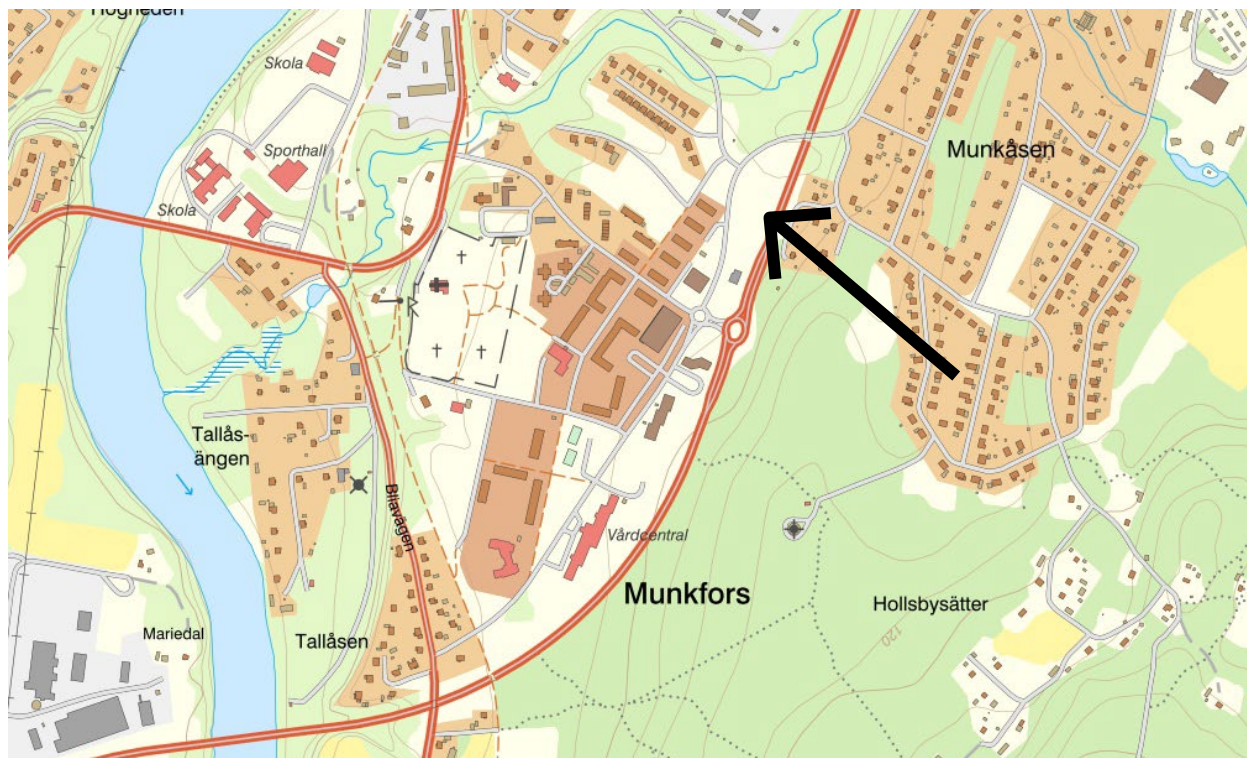 Högheden
Skola
Sporthall
Skola
Munkåsen
Tallås-
ängen
Blåvägen
Vårdcentral
Munkfors
Hollsbysätter
Mariedal
Tallåsen
120